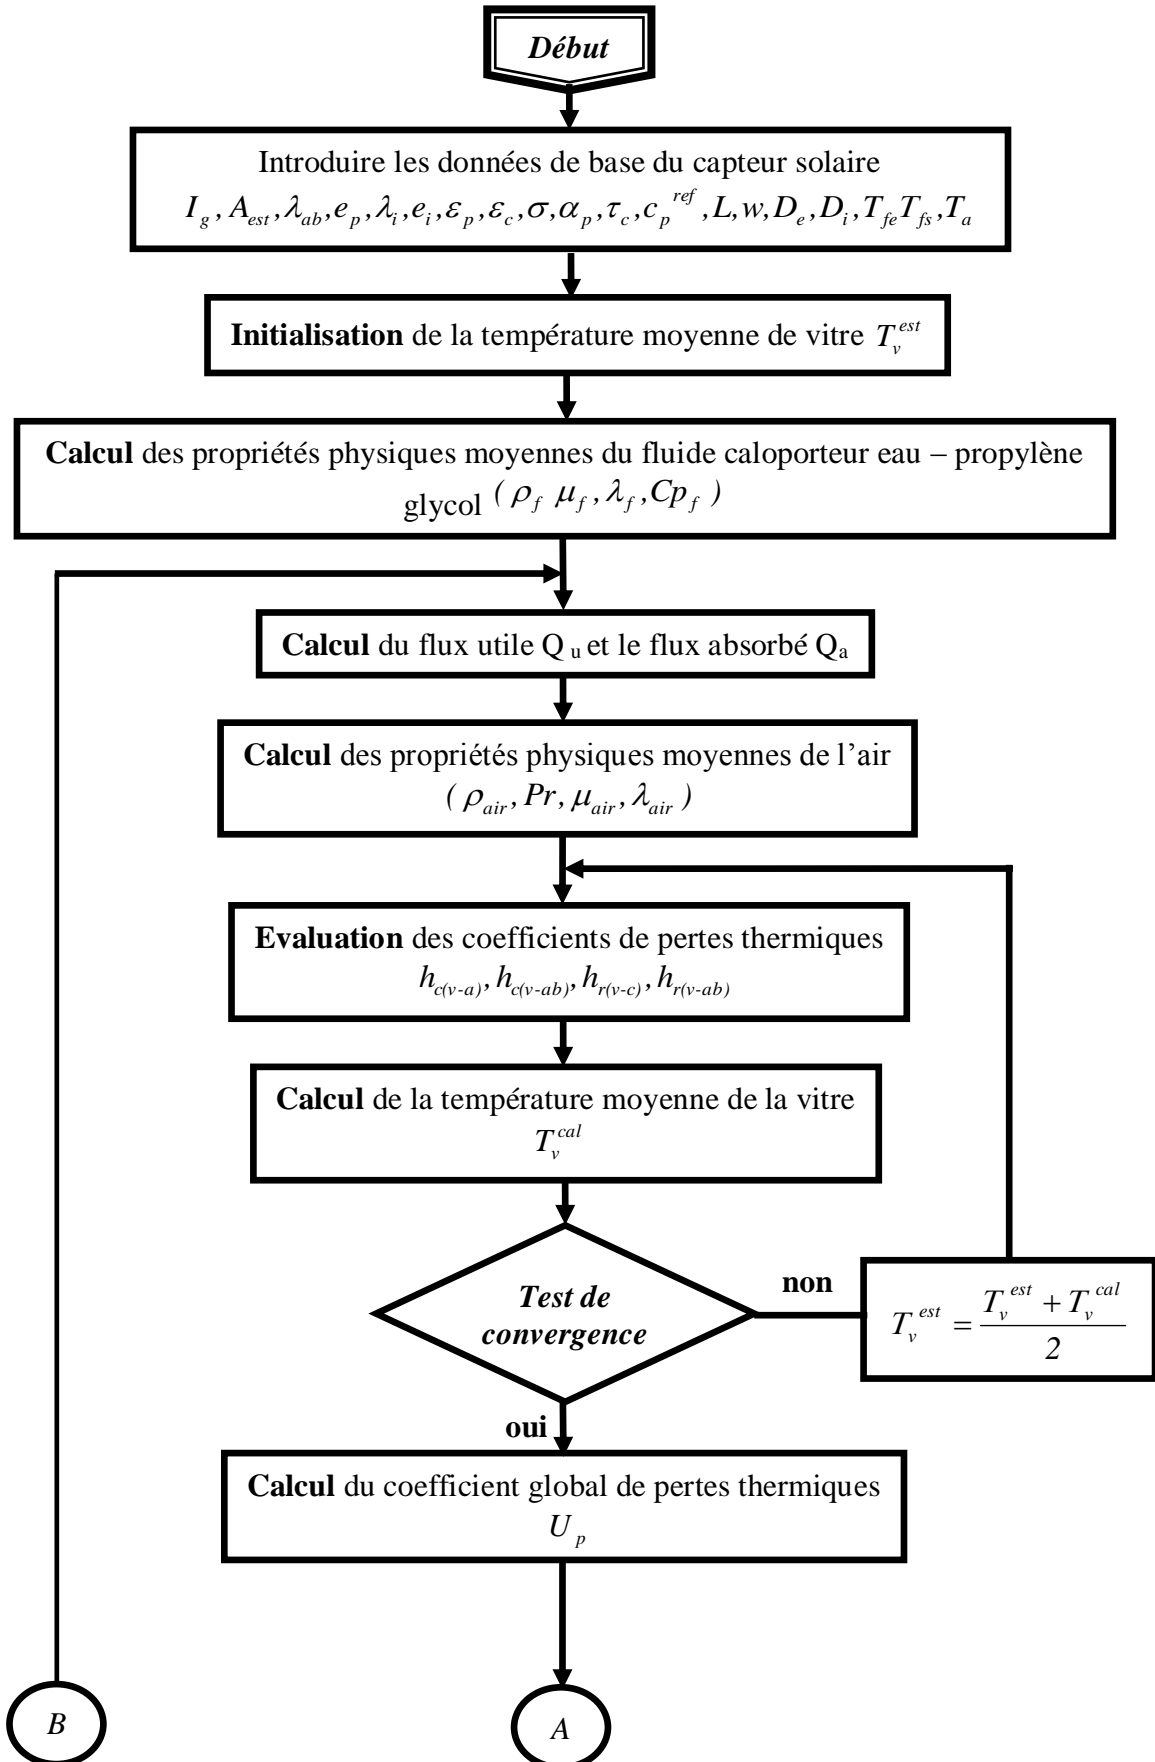 Début
Introduire les données de base du capteur solaire
I_g, A_est, λ_ab, e_p, λ_i, e_i, ε_p, ε_c, σ, α_p, τ_c, c_p^ref, L, w, D_e, D_i, T_fe T_fs, T_a
Initialisation de la température moyenne de vitre T_v^est
Calcul des propriétés physiques moyennes du fluide caloporteur eau – propylène
glycol ( ρ_f μ_f, λ_f, Cp_f )
Calcul du flux utile Q u et le flux absorbé Qa
Calcul des propriétés physiques moyennes de l’air
( ρ_air, Pr, μ_air, λ_air )
Evaluation des coefficients de pertes thermiques
h_c(v-a), h_c(v-ab), h_r(v-c), h_r(v-ab)
Calcul de la température moyenne de la vitre
T_v^cal
Test de
convergence
non
T_v^est = (T_v^est + T_v^cal) / 2
oui
Calcul du coefficient global de pertes thermiques
U_p
B
A